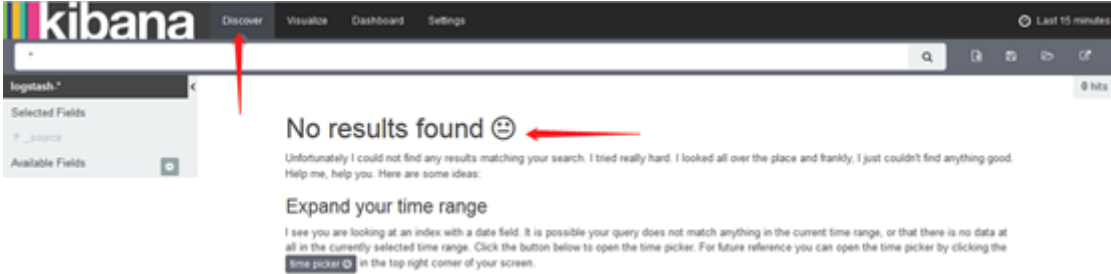 kibana Discover Visualize Dashboard Settings Last 15 minutes
*
logstash-* 0 hits
Selected Fields
? _source
Available Fields
No results found
Unfortunately I could not find any results matching your search. I tried really hard. I looked all over the place and frankly, I just couldn't find anything good.
Help me, help you. Here are some ideas:
Expand your time range
I see you are looking at an index with a date field. It is possible your query does not match anything in the current time range, or that there is no data at
all in the currently selected time range. Click the button below to open the time picker. For future reference you can open the time picker by clicking the
time picker in the top right corner of your screen.